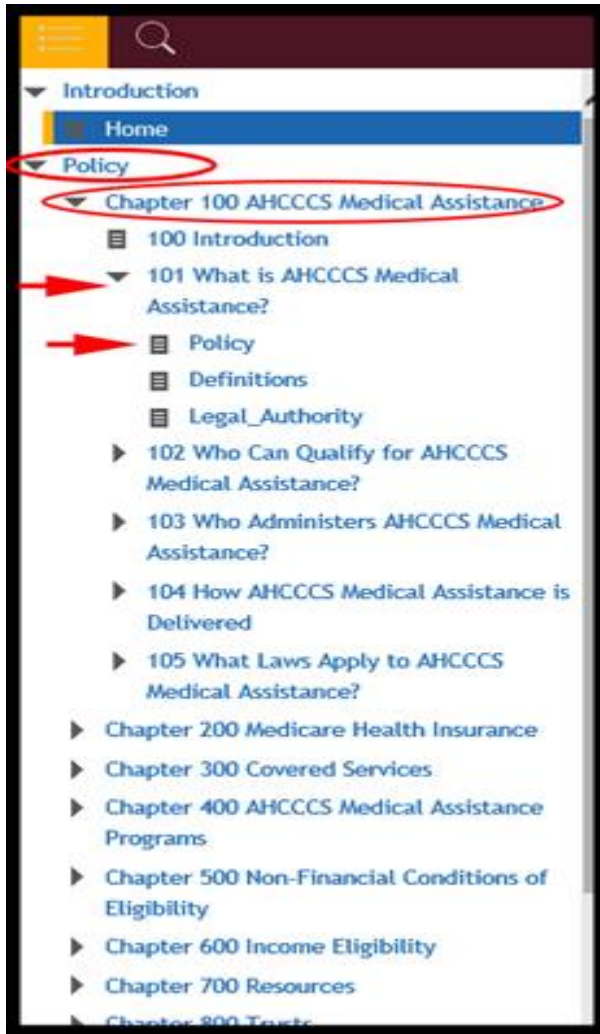 Introduction
Home
Policy
Chapter 100 AHCCCS Medical Assistance
100 Introduction
101 What is AHCCCS Medical
Assistance?
Policy
Definitions
Legal_Authority
102 Who Can Qualify for AHCCCS
Medical Assistance?
103 Who Administers AHCCCS Medical
Assistance?
104 How AHCCCS Medical Assistance is
Delivered
105 What Laws Apply to AHCCCS
Medical Assistance?
Chapter 200 Medicare Health Insurance
Chapter 300 Covered Services
Chapter 400 AHCCCS Medical Assistance
Programs
Chapter 500 Non-Financial Conditions of
Eligibility
Chapter 600 Income Eligibility
Chapter 700 Resources
Chapter 800 Trusts